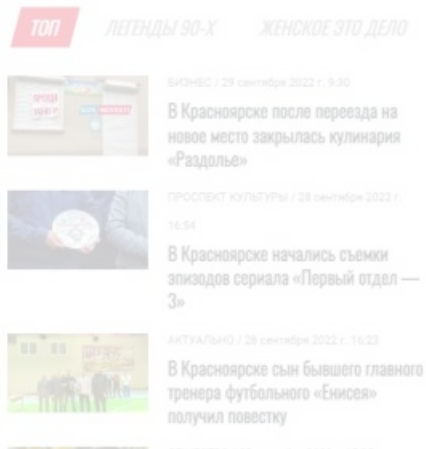 ТОП ЛЕГЕНДЫ 90-Х ЖЕНСКОЕ ЭТО ДЕЛО
БИЗНЕС / 29 сентября 2022 г. 9:30
В Красноярске после переезда на
новое место закрылась кулинария
«Раздолье»
ПРОСПЕКТ КУЛЬТУРЫ / 28 сентября 2022 г.
16:54
В Красноярске начались съемки
эпизодов сериала «Первый отдел —
3»
АКТУАЛЬНО / 28 сентября 2022 г. 16:23
В Красноярске сын бывшего главного
тренера футбольного «Енисея»
получил повестку